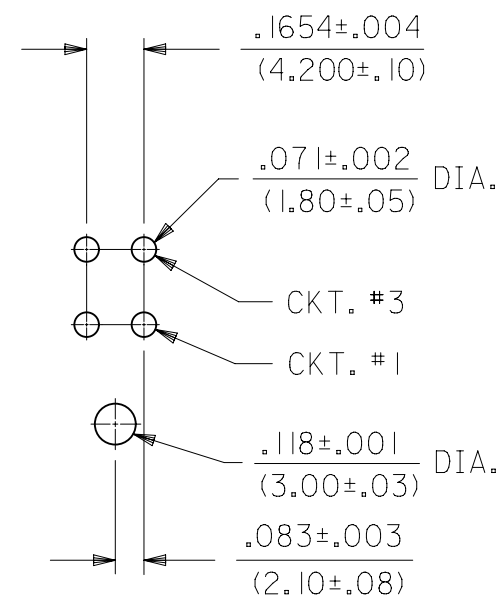 .1654±.004
(4.200±.10)
.071±.002
(1.80±.05)
DIA.
CKT. #3
CKT. #1
.118±.001
(3.00±.03)
DIA.
.083±.003
(2.10±.08)